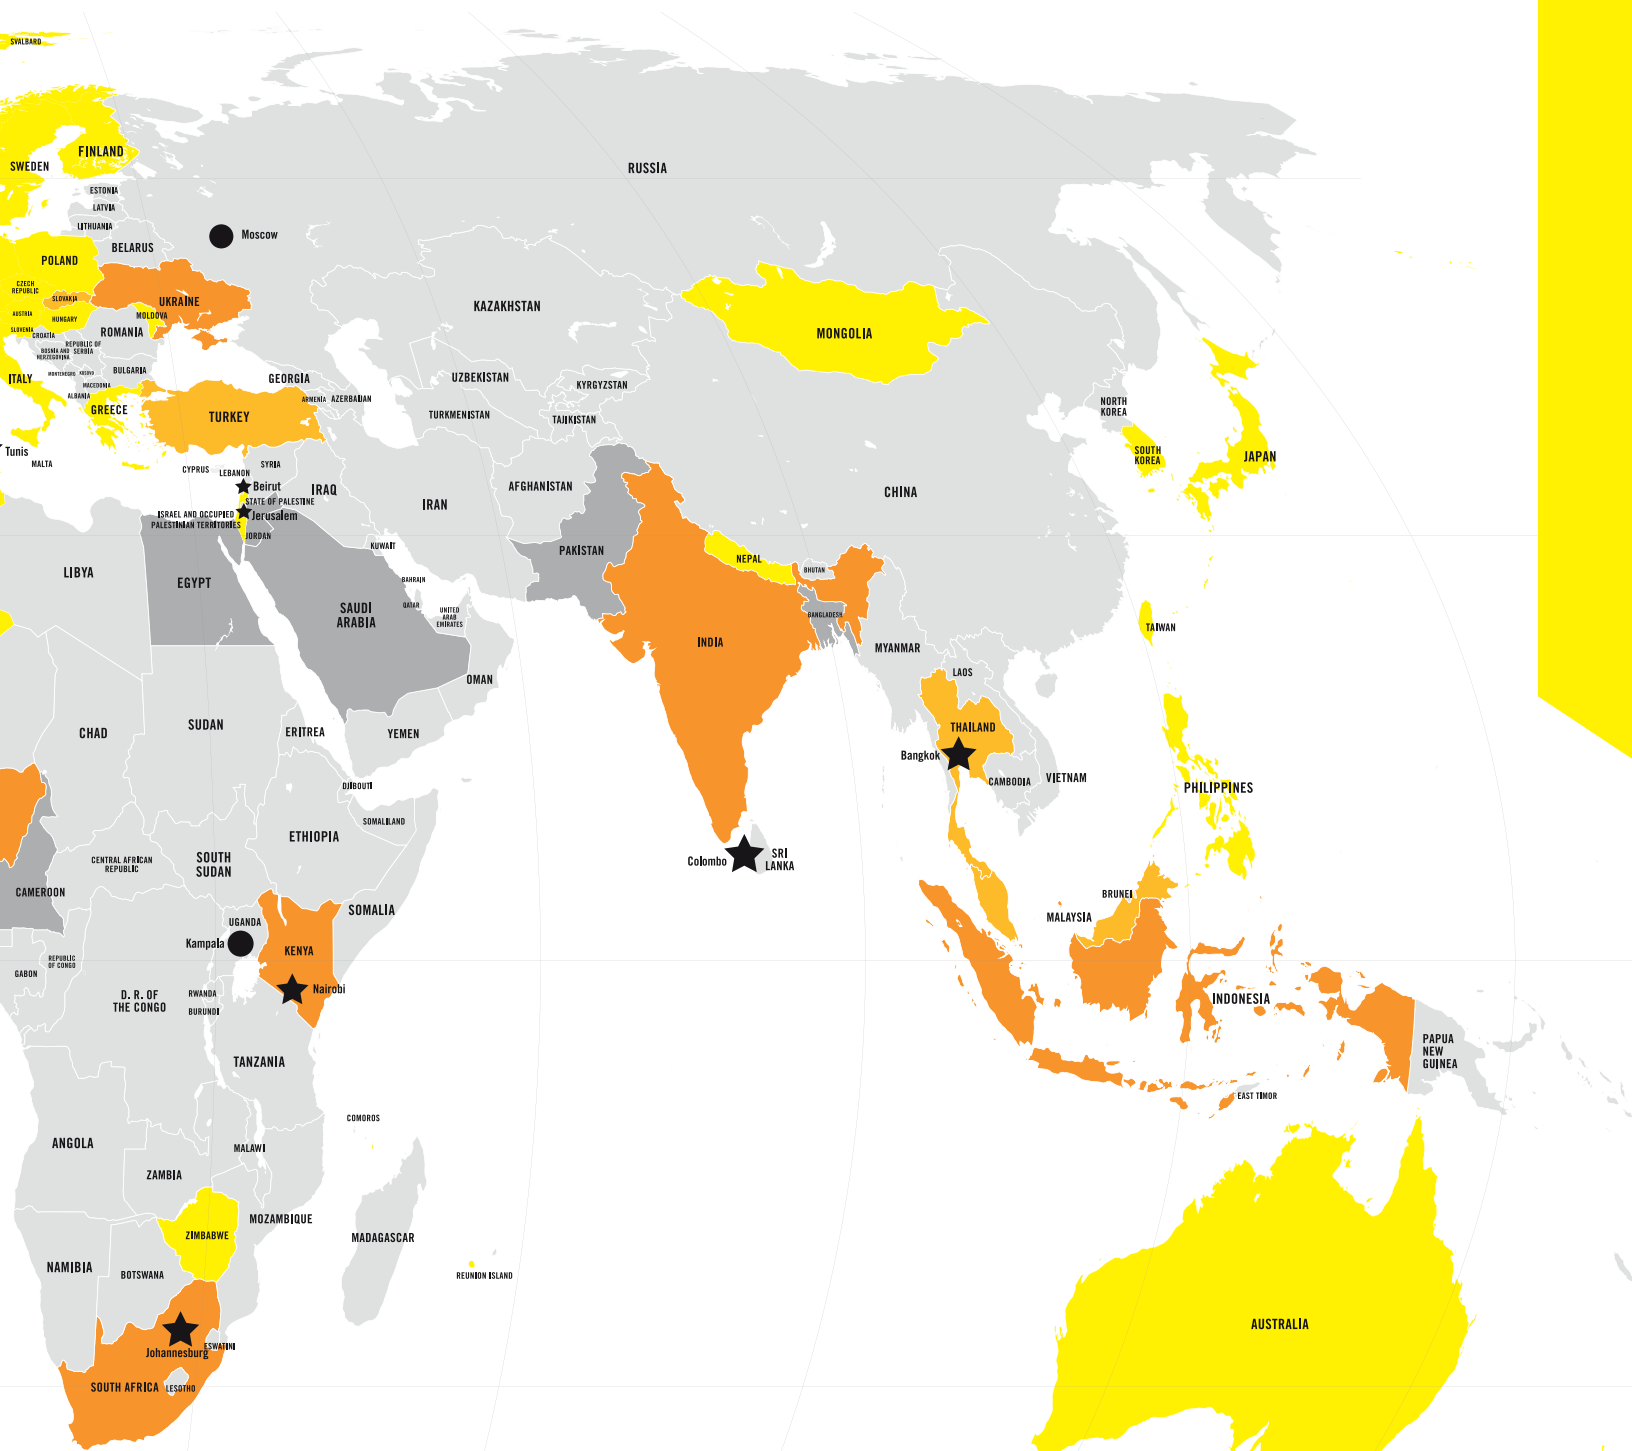 SVALBARD
FINLAND
SWEDEN
RUSSIA
ESTONIA
LATVIA
LITHUANIA
Moscow
BELARUS
POLAND
CZECH
REPUBLIC
SLOVAKIA
UKRAINE
KAZAKHSTAN
AUSTRIA
HUNGARY
MOLDOVA
SLOVENIA
CROATIA
ROMANIA
MONGOLIA
BOSNIA AND
HERZEGOVINA
REPUBLIC OF
SERBIA
MONTENEGRO
KOSOVO
BULGARIA
ITALY
MACEDONIA
ALBANIA
GEORGIA
UZBEKISTAN
KYRGYZSTAN
ARMENIA
AZERBAIJAN
GREECE
TURKEY
TURKMENISTAN
TAJIKISTAN
NORTH
KOREA
SOUTH
KOREA
JAPAN
Tunis
MALTA
CYPRUS
LEBANON
SYRIA
Beirut
IRAQ
IRAN
AFGHANISTAN
CHINA
STATE OF PALESTINE
ISRAEL AND OCCUPIED
PALESTINIAN TERRITORIES
Jerusalem
JORDAN
KUWAIT
PAKISTAN
NEPAL
BHUTAN
LIBYA
EGYPT
BAHRAIN
QATAR
SAUDI
ARABIA
UNITED
ARAB
EMIRATES
BANGLADESH
TAIWAN
INDIA
MYANMAR
LAOS
OMAN
CHAD
SUDAN
ERITREA
YEMEN
THAILAND
Bangkok
CAMBODIA
VIETNAM
PHILIPPINES
DJIBOUTI
SOMALILAND
ETHIOPIA
CENTRAL AFRICAN
REPUBLIC
SOUTH
SUDAN
Colombo
SRI
LANKA
CAMEROON
BRUNEI
MALAYSIA
SOMALIA
UGANDA
Kampala
KENYA
REPUBLIC
OF CONGO
GABON
Nairobi
D. R. OF
THE CONGO
RWANDA
BURUNDI
INDONESIA
TANZANIA
PAPUA
NEW
GUINEA
EAST TIMOR
COMOROS
ANGOLA
MALAWI
ZAMBIA
MOZAMBIQUE
ZIMBABWE
MADAGASCAR
NAMIBIA
BOTSWANA
REUNION ISLAND
AUSTRALIA
Johannesburg
ESWATINI
SOUTH AFRICA
LESOTHO